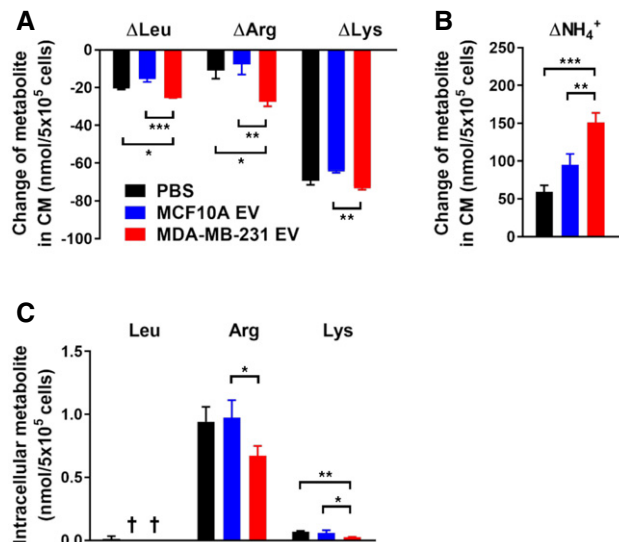 A
ΔLeu ΔArg ΔLys
Change of metabolite
in CM (nmol/5x10⁵ cells)
0
-20
-40
-60
-80
-100
*** ** 
* * **
PBS
MCF10A EV
MDA-MB-231 EV
B
ΔNH₄⁺
Change of metabolite
in CM (nmol/5x10⁵ cells)
250
200
150
100
50
0
***
**
C
Leu Arg Lys
Intracellular metabolite
(nmol/5x10⁵ cells)
1.5
1.0
0.5
0.0
† †
*
**
*